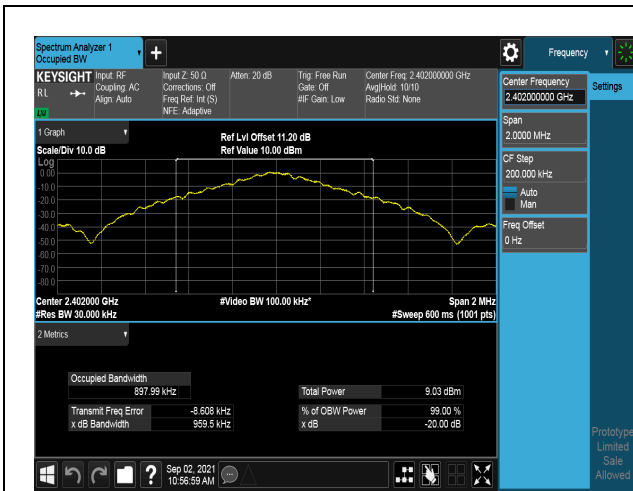 Spectrum Analyzer 1
Occupied BW
+
Frequency
KEYSIGHT
RL
LXI
Input: RF
Coupling: AC
Align: Auto
Input Z: 50 Ω
Corrections: Off
Freq Ref: Int (S)
NFE: Adaptive
Atten: 20 dB
Trig: Free Run
Gate: Off
#IF Gain: Low
Center Freq: 2.402000000 GHz
Avg|Hold: 10/10
Radio Std: None
Center Frequency
2.402000000 GHz
Settings
Span
2.0000 MHz
CF Step
200.000 kHz
Auto
Man
Freq Offset
0 Hz
1 Graph
Scale/Div 10.0 dB
Ref Lvl Offset 11.20 dB
Ref Value 10.00 dBm
Log
0.00
-10.0
-20.0
-30.0
-40.0
-50.0
-60.0
-70.0
-80.0
Center 2.402000 GHz
#Video BW 100.00 kHz*
Span 2 MHz
#Res BW 30.000 kHz
#Sweep 600 ms (1001 pts)
2 Metrics
Occupied Bandwidth
897.99 kHz
Total Power 9.03 dBm
Transmit Freq Error -8.608 kHz
% of OBW Power 99.00 %
x dB Bandwidth 959.5 kHz
x dB -20.00 dB
Prototype
Limited
Sale
Allowed
?
Sep 02, 2021
10:56:59 AM